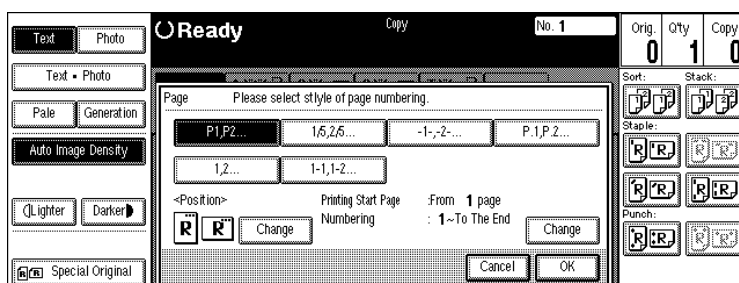 Text Photo
Text • Photo
Pale Generation
Auto Image Density
Lighter Darker
Special Original
Ready
Copy
No. 1
Page Please select stlyle of page numbering.
P1,P2... 1/5,2/5... -1-,-2-... P.1,P.2...
1,2... 1-1,1-2...
<Position> Printing Start Page :From 1 page
Numbering : 1~To The End
R R Change Change
Cancel OK
Orig. Q'ty Copy
0 1 0
Sort: Stack:
Staple:
Punch: